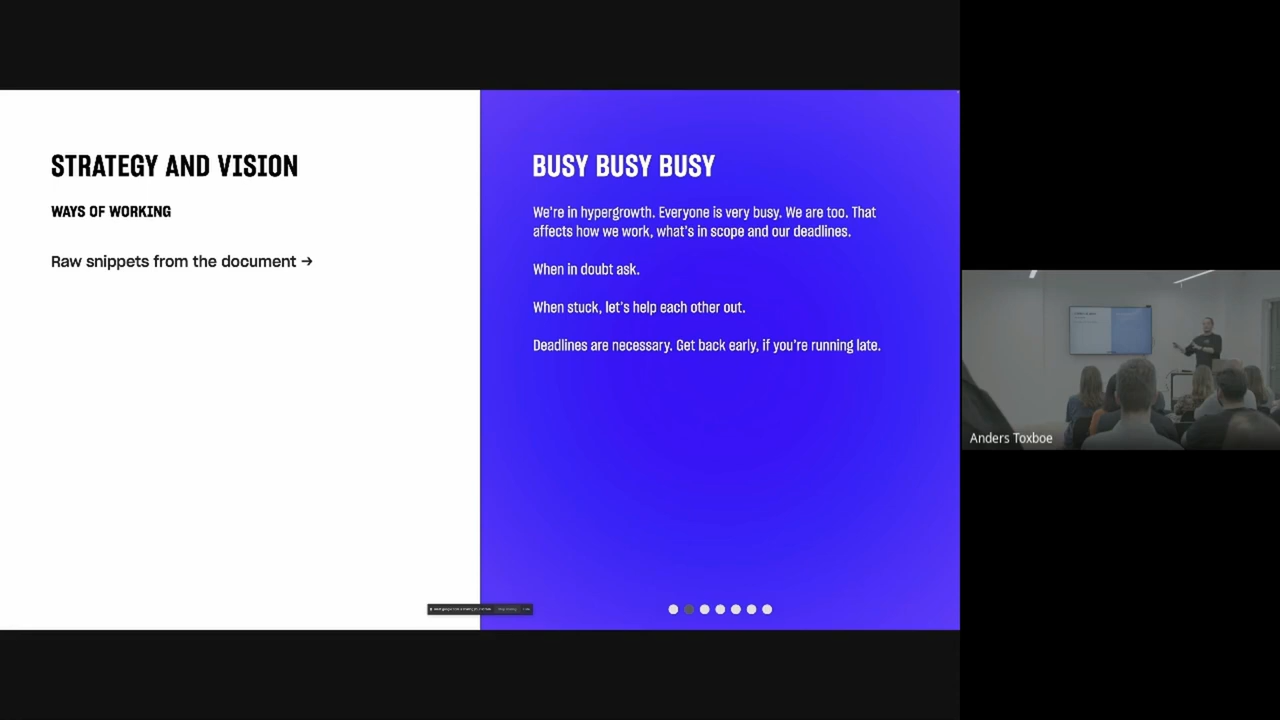 STRATEGY AND VISION
WAYS OF WORKING
Raw snippets from the document →
BUSY BUSY BUSY
We're in hypergrowth. Everyone is very busy. We are too. That
affects how we work, what's in scope and our deadlines.
When in doubt ask.
When stuck, let's help each other out.
Deadlines are necessary. Get back early, if you're running late.
Anders Toxboe